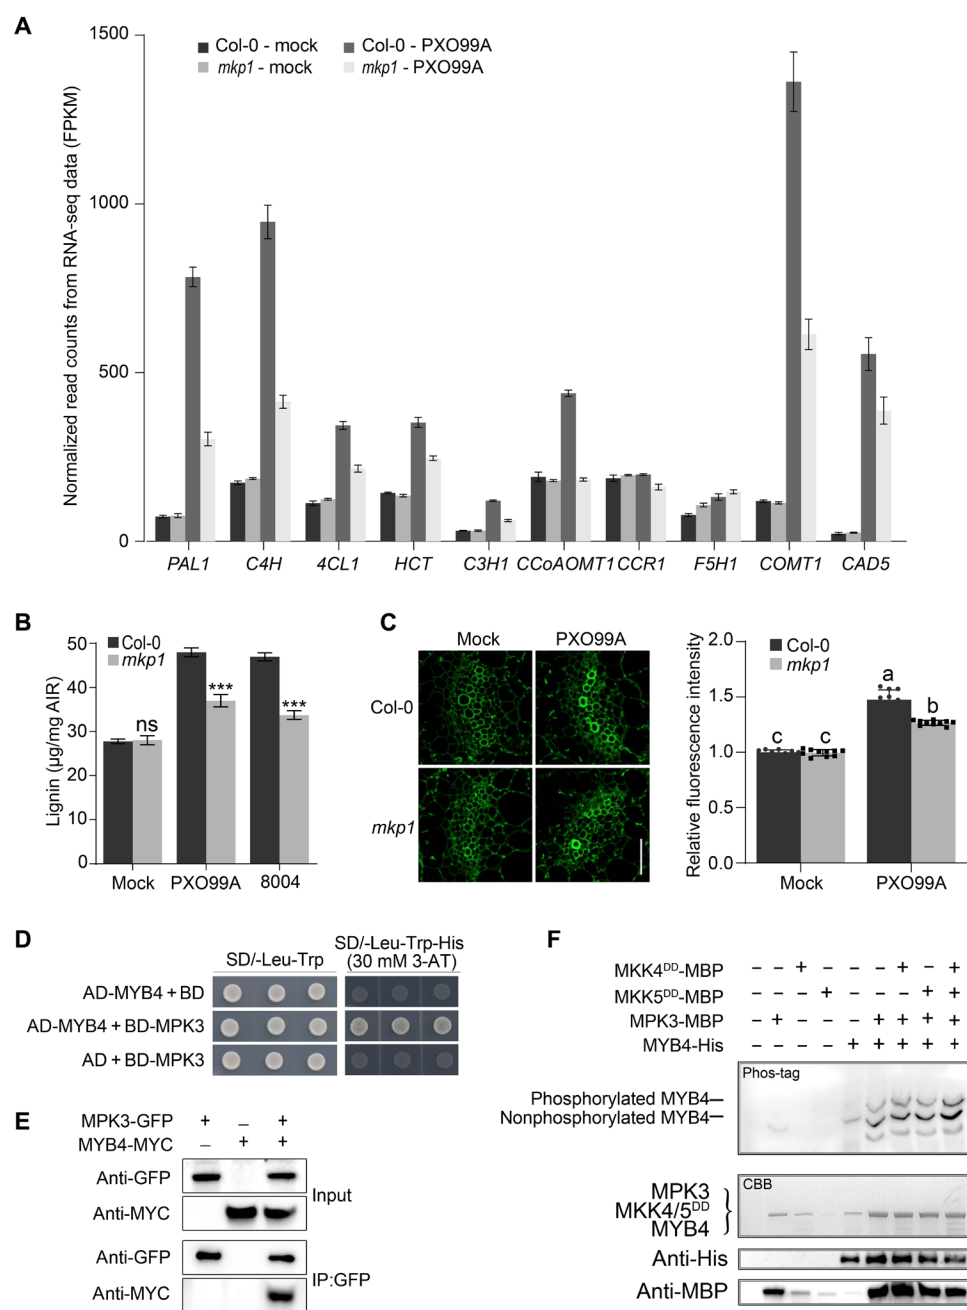 A
Normalized read counts from RNA-seq data (FPKM)
1500
1000
500
0
Col-0 - mock
Col-0 - PXO99A
mkp1 - mock
mkp1 - PXO99A
PAL1 C4H 4CL1 HCT C3H1 CCoAOMT1 CCR1 F5H1 COMT1 CAD5
B
Lignin (µg/mg AIR)
50
40
30
20
10
0
Col-0
mkp1
ns
***
***
Mock PXO99A 8004
C
Mock PXO99A
Col-0
mkp1
Relative fluorescence intensity
2.0
1.5
1.0
0.5
0.0
Col-0
mkp1
c c a b
Mock PXO99A
D
SD/-Leu-Trp
SD/-Leu-Trp-His
(30 mM 3-AT)
AD-MYB4 + BD
AD-MYB4 + BD-MPK3
AD + BD-MPK3
E
MPK3-GFP + – +
MYB4-MYC – + +
Anti-GFP
Anti-MYC
Input
Anti-GFP
Anti-MYC
IP:GFP
F
MKK4DD-MBP – – + – – – + – +
MKK5DD-MBP – – – + – – – + +
MPK3-MBP – + – – – + + + +
MYB4-His – – – – + + + + +
Phos-tag
Phosphorylated MYB4–
Nonphosphorylated MYB4–
CBB
MPK3
MKK4/5DD
MYB4
Anti-His
Anti-MBP